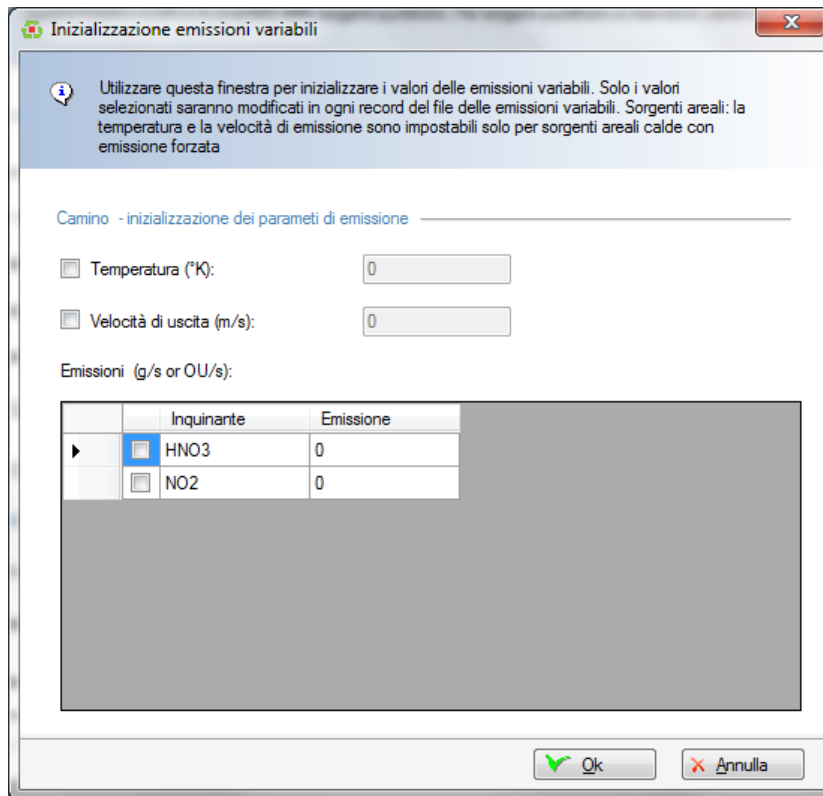 Inizializzazione emissioni variabili
Utilizzare questa finestra per inizializzare i valori delle emissioni variabili. Solo i valori
selezionati saranno modificati in ogni record del file delle emissioni variabili. Sorgenti areali: la
temperatura e la velocità di emissione sono impostabili solo per sorgenti areali calde con
emissione forzata
Camino - inizializzazione dei parameti di emissione
Temperatura (°K): 0
Velocità di uscita (m/s): 0
Emissioni (g/s or OU/s):
Inquinante Emissione
HNO3 0
NO2 0
Ok Annulla